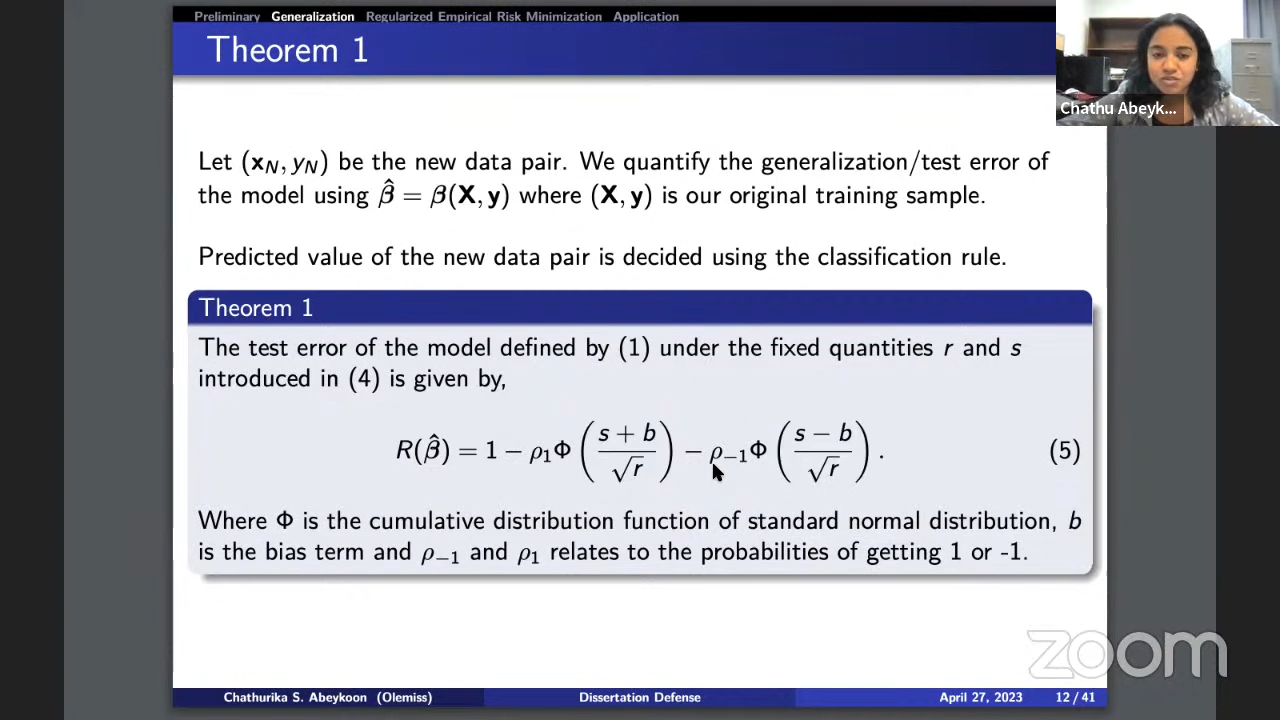 Preliminary Generalization Regularized Empirical Risk Minimization Application
Theorem 1
Chathu Abeyk...
Let (x_N, y_N) be the new data pair. We quantify the generalization/test error of
the model using β̂ = β(X, y) where (X, y) is our original training sample.
Predicted value of the new data pair is decided using the classification rule.
Theorem 1
The test error of the model defined by (1) under the fixed quantities r and s
introduced in (4) is given by,
R(β̂) = 1 − ρ₁Φ((s + b)/√r) − ρ₋₁Φ((s − b)/√r). (5)
Where Φ is the cumulative distribution function of standard normal distribution, b
is the bias term and ρ₋₁ and ρ₁ relates to the probabilities of getting 1 or -1.
zoom
Chathurika S. Abeykoon (Olemiss) Dissertation Defense April 27, 2023 12 / 41